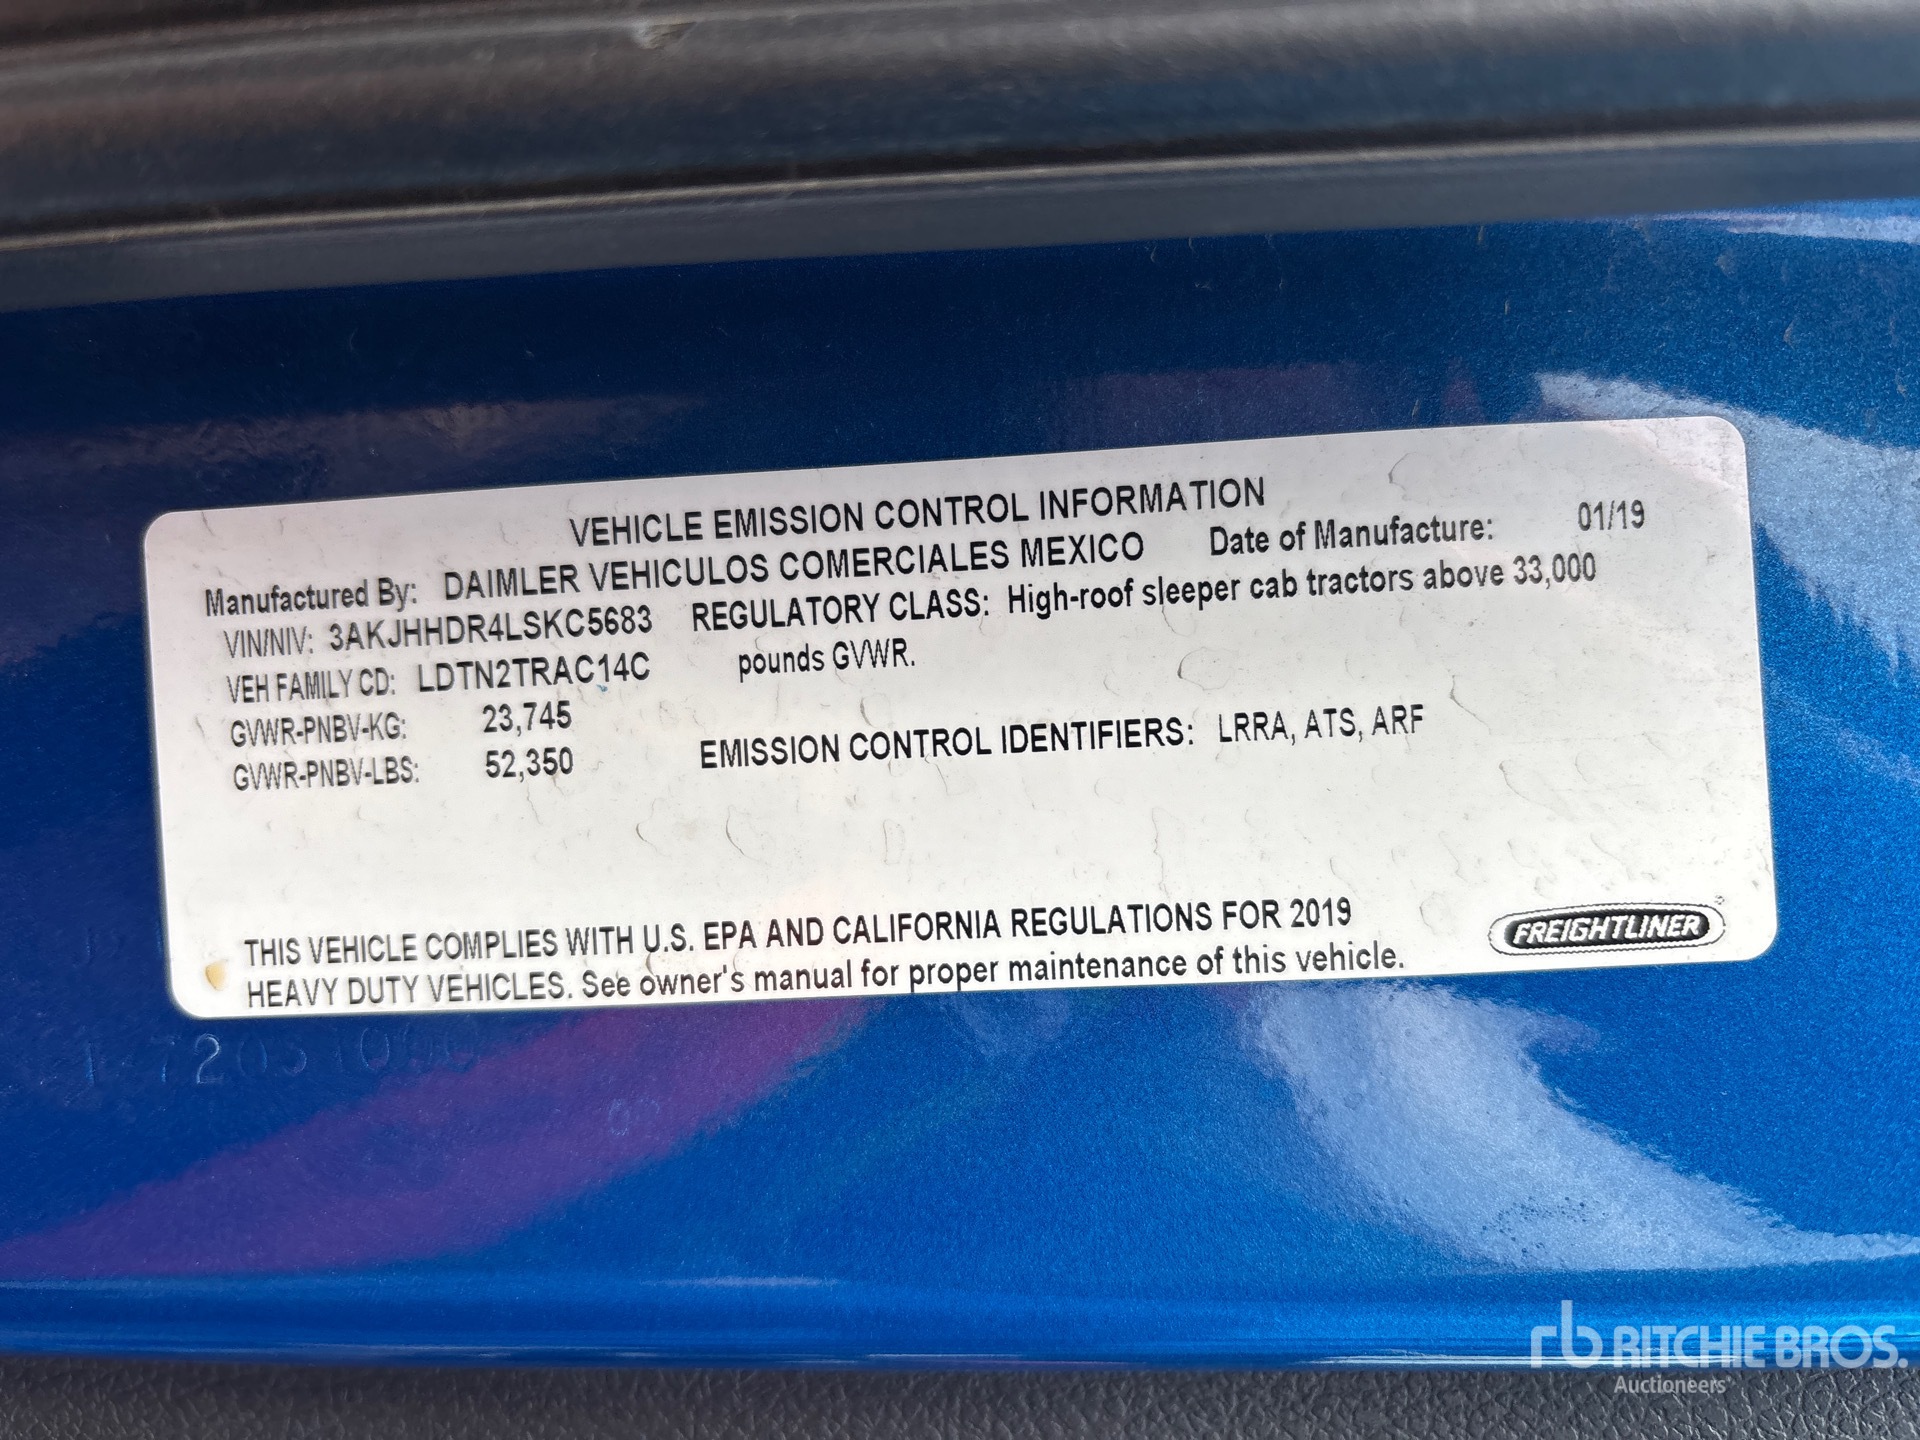 VEHICLE EMISSION CONTROL INFORMATION
Manufactured By: DAIMLER VEHICULOS COMERCIALES MEXICO Date of Manufacture: 01/19
VIN/NIV: 3AKJHHDR4LSKC5683 REGULATORY CLASS: High-roof sleeper cab tractors above 33,000
VEH FAMILY CD: LDTN2TRAC14C pounds GVWR.
GVWR-PNBV-KG: 23,745
GVWR-PNBV-LBS: 52,350 EMISSION CONTROL IDENTIFIERS: LRRA, ATS, ARF
THIS VEHICLE COMPLIES WITH U.S. EPA AND CALIFORNIA REGULATIONS FOR 2019
HEAVY DUTY VEHICLES. See owner's manual for proper maintenance of this vehicle.
FREIGHTLINER
rb RITCHIE BROS.
Auctioneers